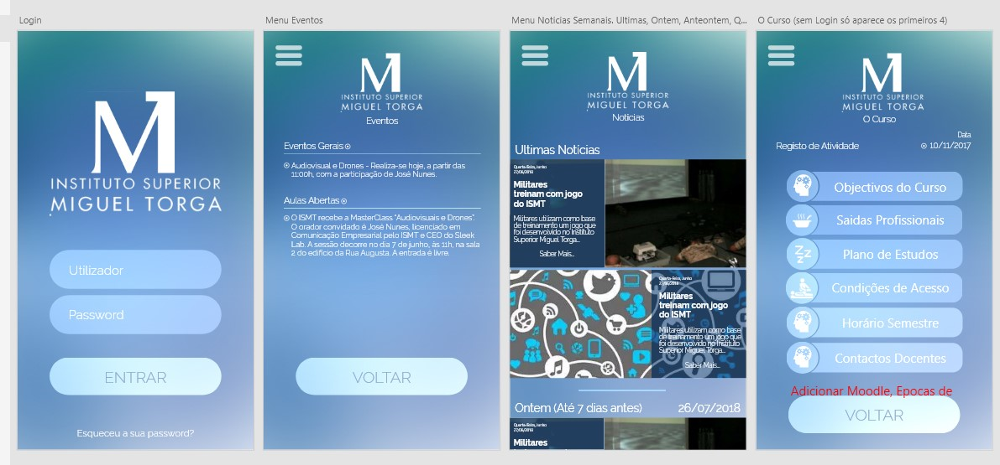 Login
INSTITUTO SUPERIOR
MIGUEL TORGA
Utilizador
Password
ENTRAR
Esqueceu a sua password?
Menu Eventos
INSTITUTO SUPERIOR
MIGUEL TORGA
Eventos
Eventos Gerais
Audiovisual e Drones - Realiza-se hoje, a partir das
11:00h, com a participação de José Nunes.
Aulas Abertas
O ISMT recebe a MasterClass "Audiovisuais e Drones".
O orador convidado é José Nunes, licenciado em
Comunicação Empresarial pelo ISMT e CEO do Sleek
Lab. A sessão decorre no dia 7 de junho, às 11h, na sala
2 do edifício da Rua Augusta. A entrada é livre.
VOLTAR
Menu Noticias Semanais. Ultimas, Ontem, Anteontem, Q...
INSTITUTO SUPERIOR
MIGUEL TORGA
Noticias
Ultimas Noticias
Quarta-Feira, Junho
27/06/2018
Militares
treinam com jogo
do ISMT
Militares utilizam como base
de treinamento um jogo que
foi desenvolvido no Instituto
Superior Miguel Torga...
Saber Mais...
Quarta-Feira, Junho
27/06/2018
Militares
treinam com jogo
do ISMT
Militares utilizam como base
de treinamento um jogo que
foi desenvolvido no Instituto
Superior Miguel Torga...
Saber Mais...
Ontem (Até 7 dias antes) 26/07/2018
Quarta-Feira, Junho
27/06/2018
Militares
O Curso (sem Login só aparece os primeiros 4)
INSTITUTO SUPERIOR
MIGUEL TORGA
O Curso
Data
Registo de Atividade 10/11/2017
Objectivos do Curso
Saidas Profissionais
Plano de Estudos
Condições de Acesso
Horário Semestre
Contactos Docentes
Adicionar Moodle, Epocas de
VOLTAR